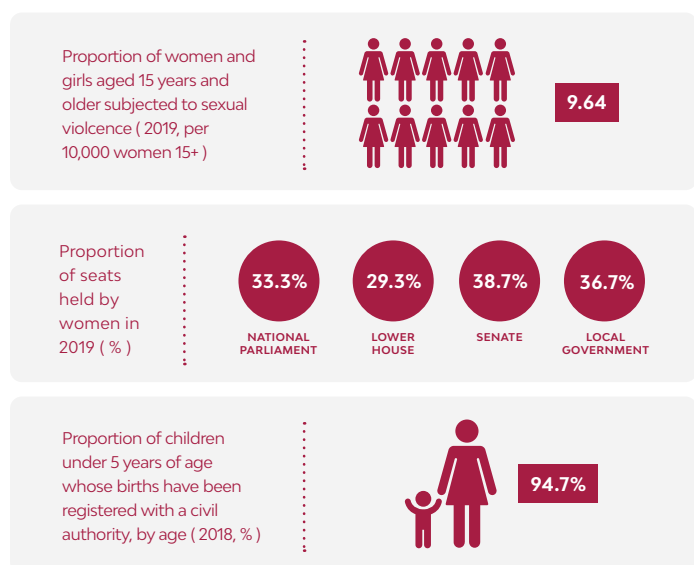 Proportion of women and
girls aged 15 years and
older subjected to sexual
violcence ( 2019, per
10,000 women 15+ )
9.64
Proportion
of seats
held by
women in
2019 ( % )
33.3%
NATIONAL
PARLIAMENT
29.3%
LOWER
HOUSE
38.7%
SENATE
36.7%
LOCAL
GOVERNMENT
Proportion of children
under 5 years of age
whose births have been
registered with a civil
authority, by age ( 2018, % )
94.7%